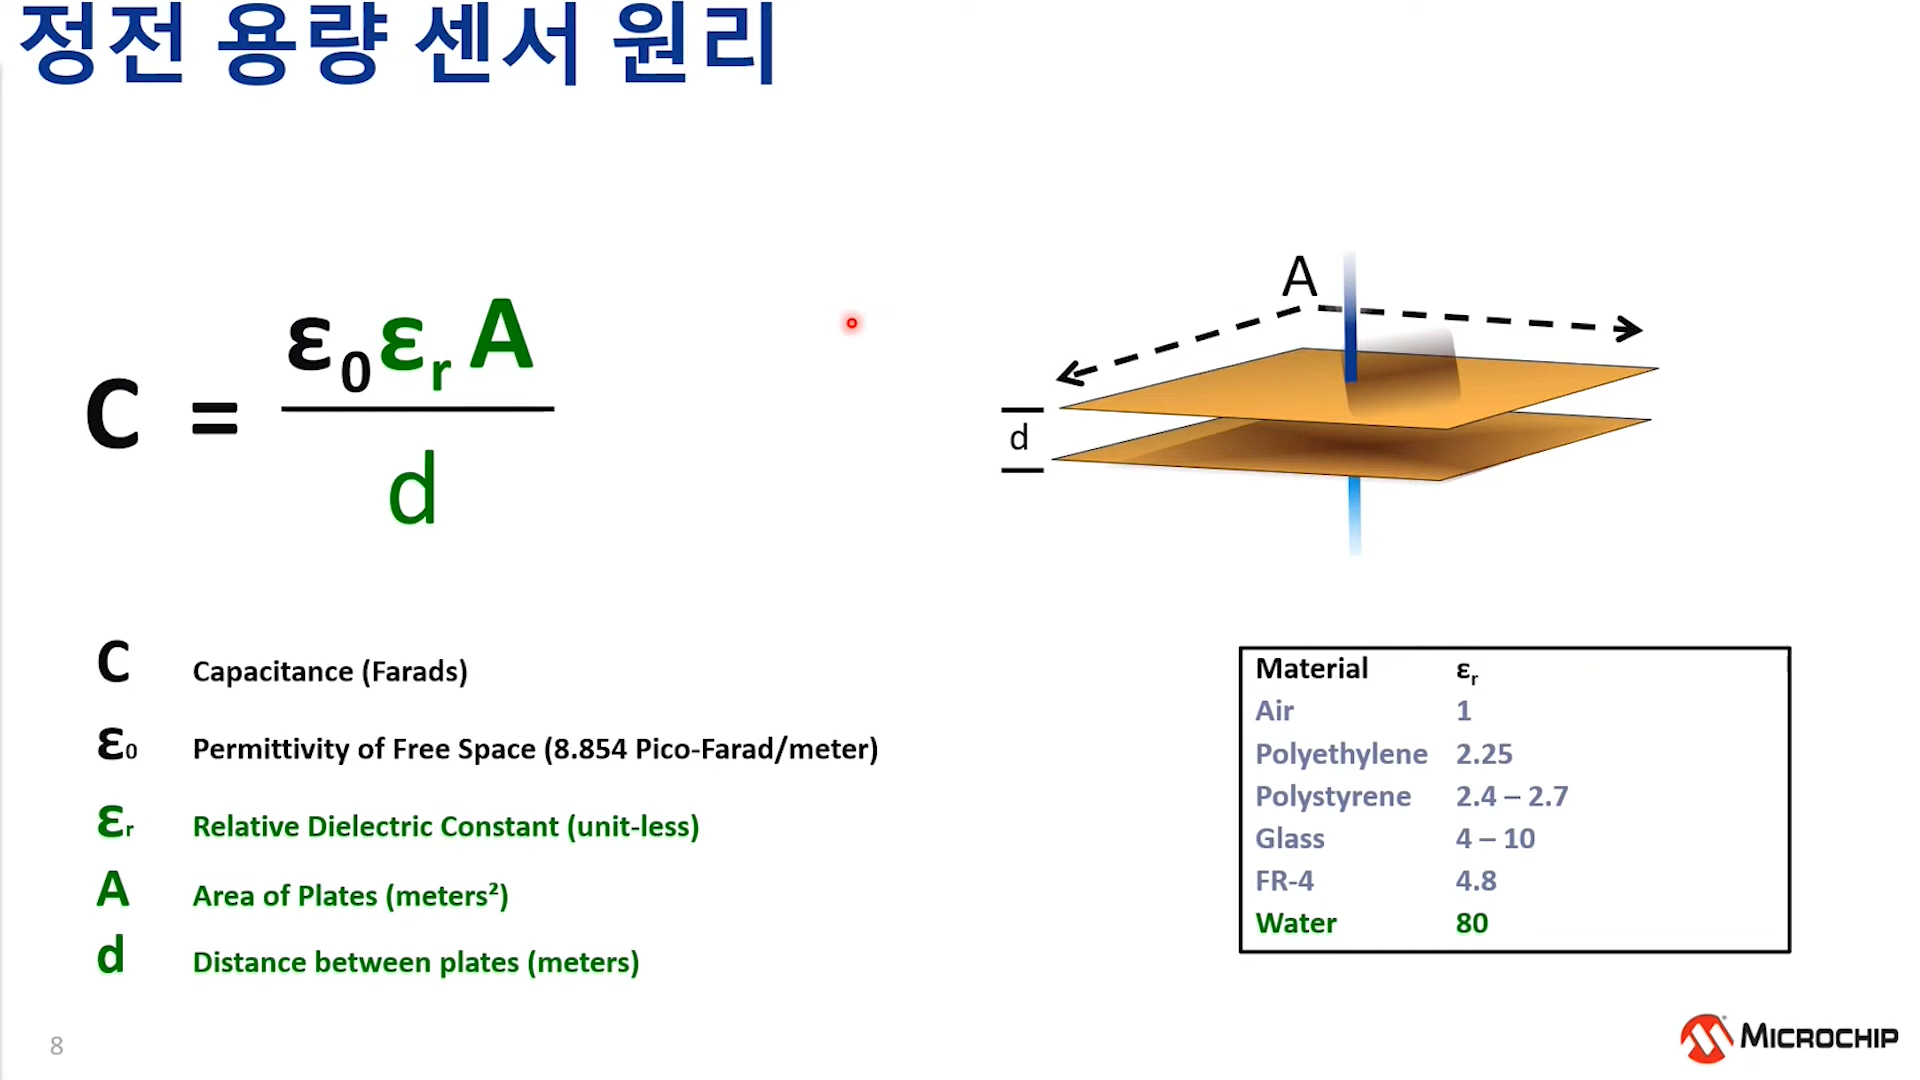 정전 용량 센서 원리
C = ε₀εᵣ A
d
A
d
C Capacitance (Farads)
ε₀ Permittivity of Free Space (8.854 Pico-Farad/meter)
εᵣ Relative Dielectric Constant (unit-less)
A Area of Plates (meters²)
d Distance between plates (meters)
Material εᵣ
Air 1
Polyethylene 2.25
Polystyrene 2.4 – 2.7
Glass 4 – 10
FR-4 4.8
Water 80
8
MICROCHIP